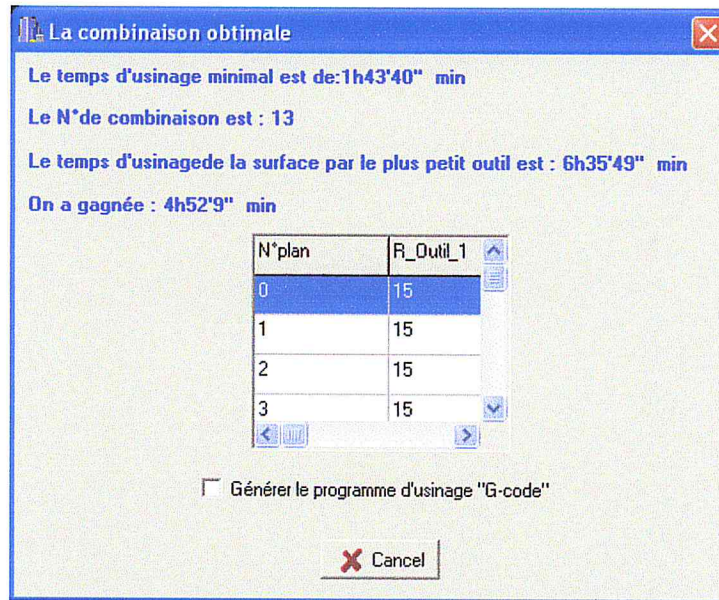 La combinaison obtimale
Le temps d'usinage minimal est de:1h43'40" min
Le N°de combinaison est : 13
Le temps d'usinagede la surface par le plus petit outil est : 6h35'49" min
On a gagnée : 4h52'9" min
N°plan R_Outil_1
0 15
1 15
2 15
3 15
Générer le programme d'usinage "G-code"
Cancel